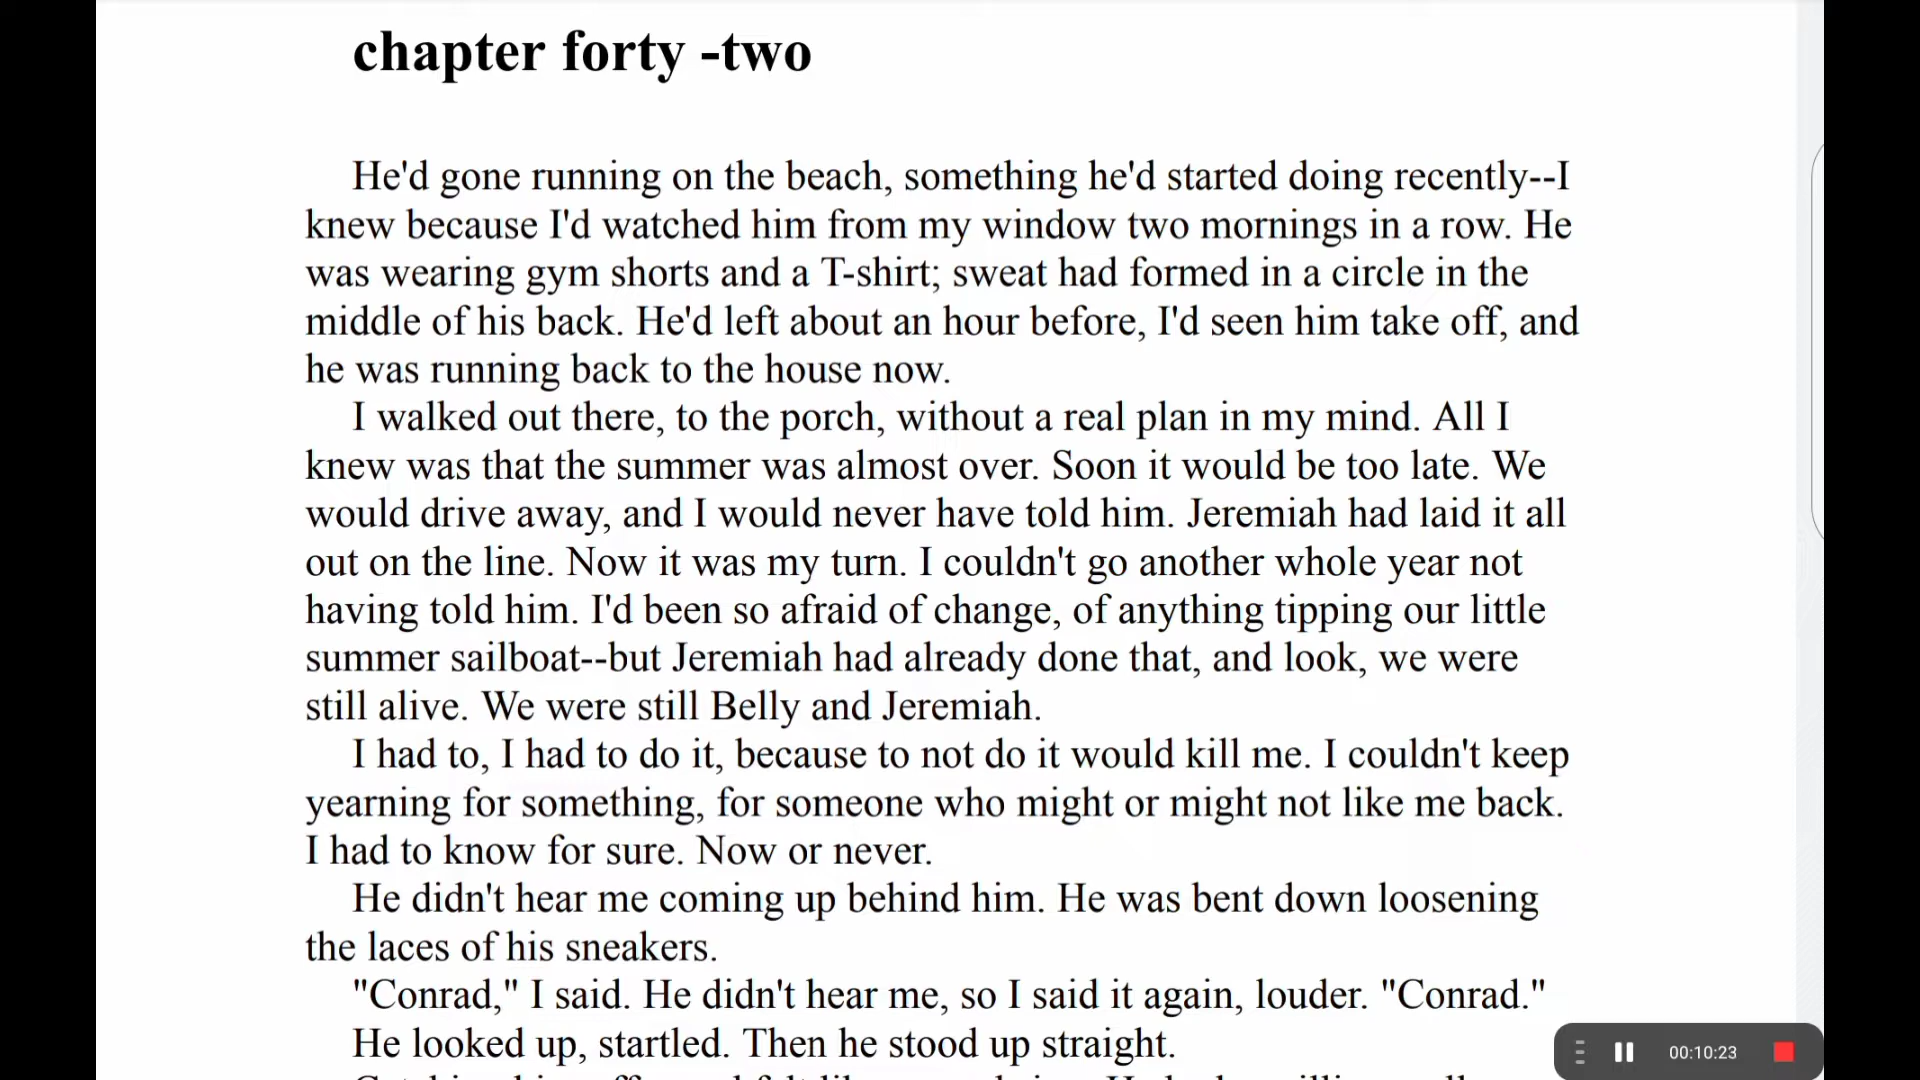 chapter forty -two
He'd gone running on the beach, something he'd started doing recently--I
knew because I'd watched him from my window two mornings in a row. He
was wearing gym shorts and a T-shirt; sweat had formed in a circle in the
middle of his back. He'd left about an hour before, I'd seen him take off, and
he was running back to the house now.
I walked out there, to the porch, without a real plan in my mind. All I
knew was that the summer was almost over. Soon it would be too late. We
would drive away, and I would never have told him. Jeremiah had laid it all
out on the line. Now it was my turn. I couldn't go another whole year not
having told him. I'd been so afraid of change, of anything tipping our little
summer sailboat--but Jeremiah had already done that, and look, we were
still alive. We were still Belly and Jeremiah.
I had to, I had to do it, because to not do it would kill me. I couldn't keep
yearning for something, for someone who might or might not like me back.
I had to know for sure. Now or never.
He didn't hear me coming up behind him. He was bent down loosening
the laces of his sneakers.
"Conrad," I said. He didn't hear me, so I said it again, louder. "Conrad."
He looked up, startled. Then he stood up straight.
00:10:23